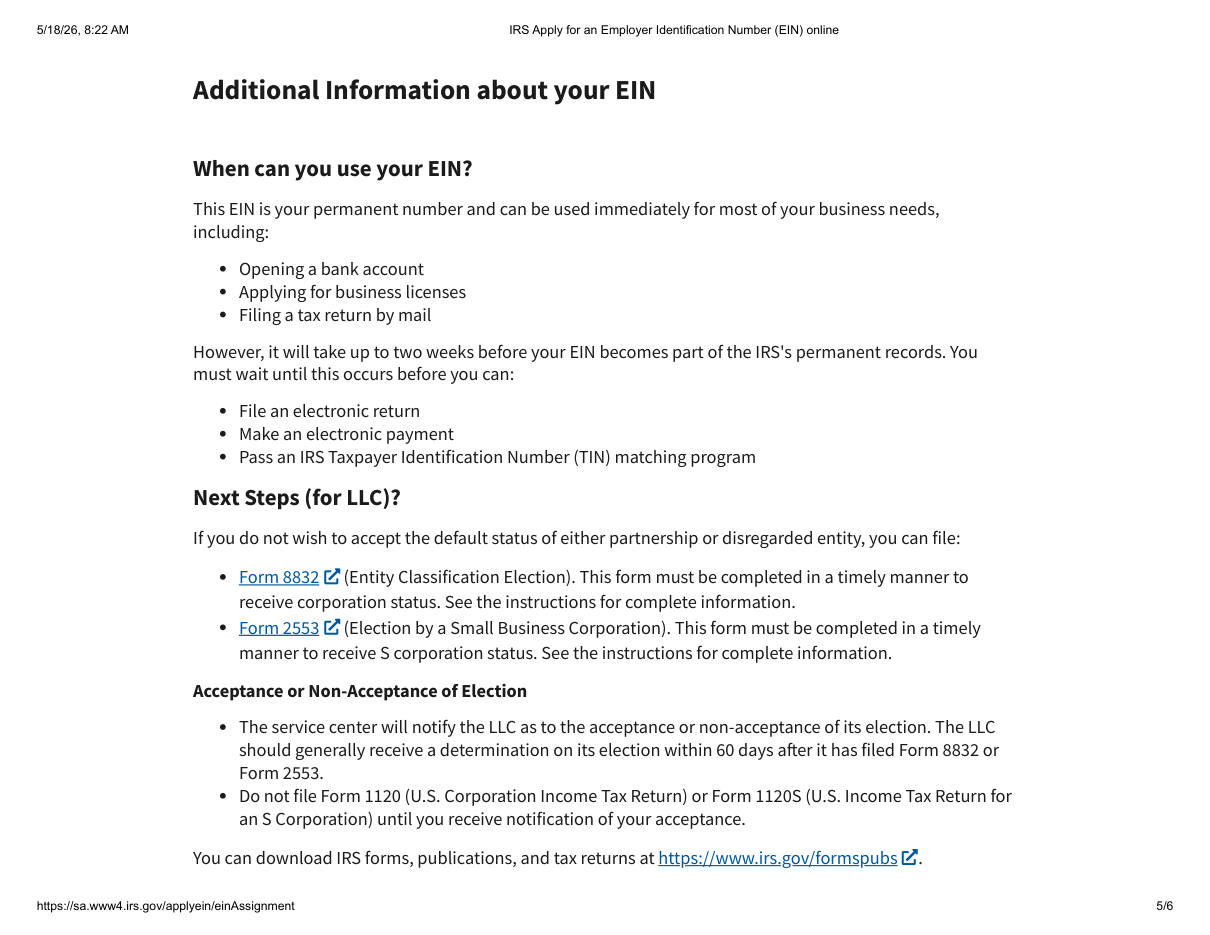 5/18/26, 8:22 AM
IRS Apply for an Employer Identification Number (EIN) online
Additional Information about your EIN
When can you use your EIN?
This EIN is your permanent number and can be used immediately for most of your business needs,
including:
• Opening a bank account
• Applying for business licenses
• Filing a tax return by mail
However, it will take up to two weeks before your EIN becomes part of the IRS's permanent records. You
must wait until this occurs before you can:
• File an electronic return
• Make an electronic payment
• Pass an IRS Taxpayer Identification Number (TIN) matching program
Next Steps (for LLC)?
If you do not wish to accept the default status of either partnership or disregarded entity, you can file:
• Form 8832 (Entity Classification Election). This form must be completed in a timely manner to
receive corporation status. See the instructions for complete information.
• Form 2553 (Election by a Small Business Corporation). This form must be completed in a timely
manner to receive S corporation status. See the instructions for complete information.
Acceptance or Non-Acceptance of Election
• The service center will notify the LLC as to the acceptance or non-acceptance of its election. The LLC
should generally receive a determination on its election within 60 days after it has filed Form 8832 or
Form 2553.
• Do not file Form 1120 (U.S. Corporation Income Tax Return) or Form 1120S (U.S. Income Tax Return for
an S Corporation) until you receive notification of your acceptance.
You can download IRS forms, publications, and tax returns at https://www.irs.gov/formspubs.
https://sa.www4.irs.gov/applyein/einAssignment
5/6